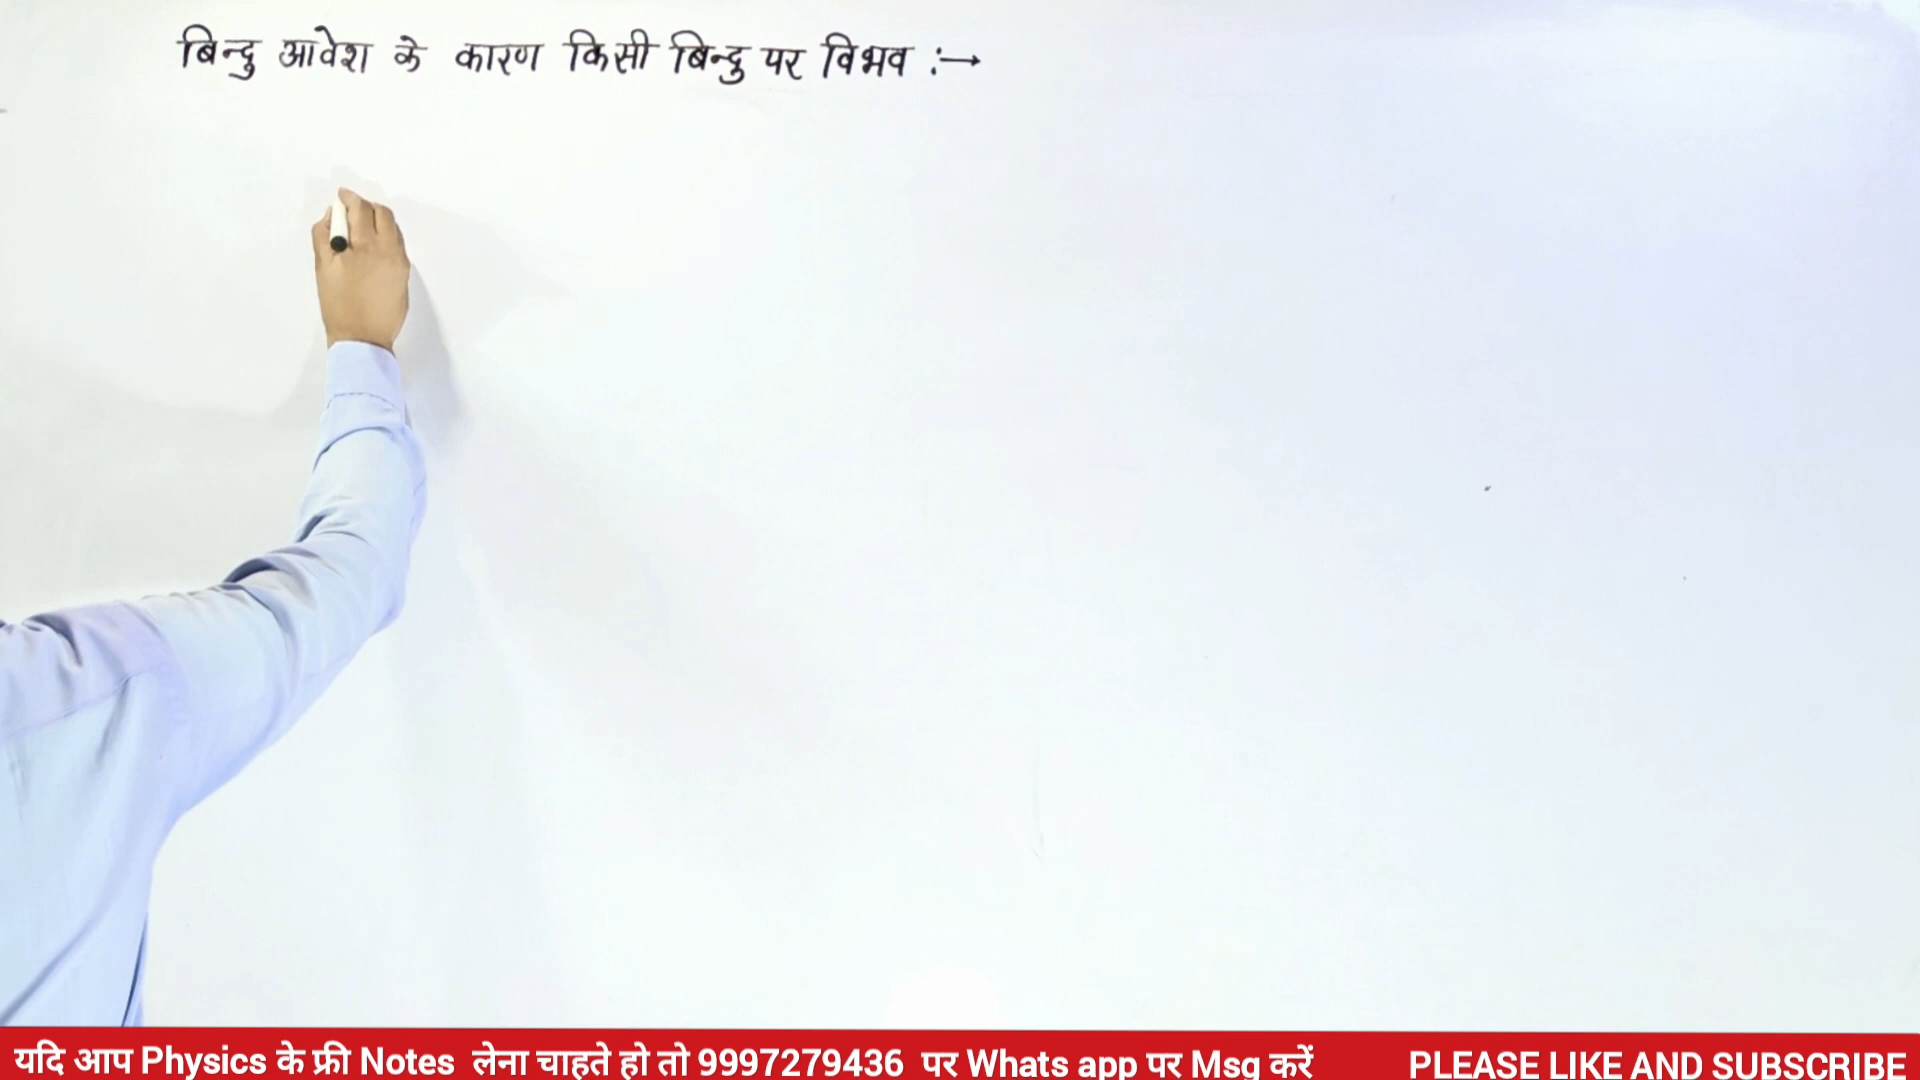 बिन्दु आवेश के कारण किसी बिन्दु पर विभव :→
यदि आप Physics के फ्री Notes लेना चाहते हो तो 9997279436 पर Whats app पर Msg करें
PLEASE LIKE AND SUBSCRIBE